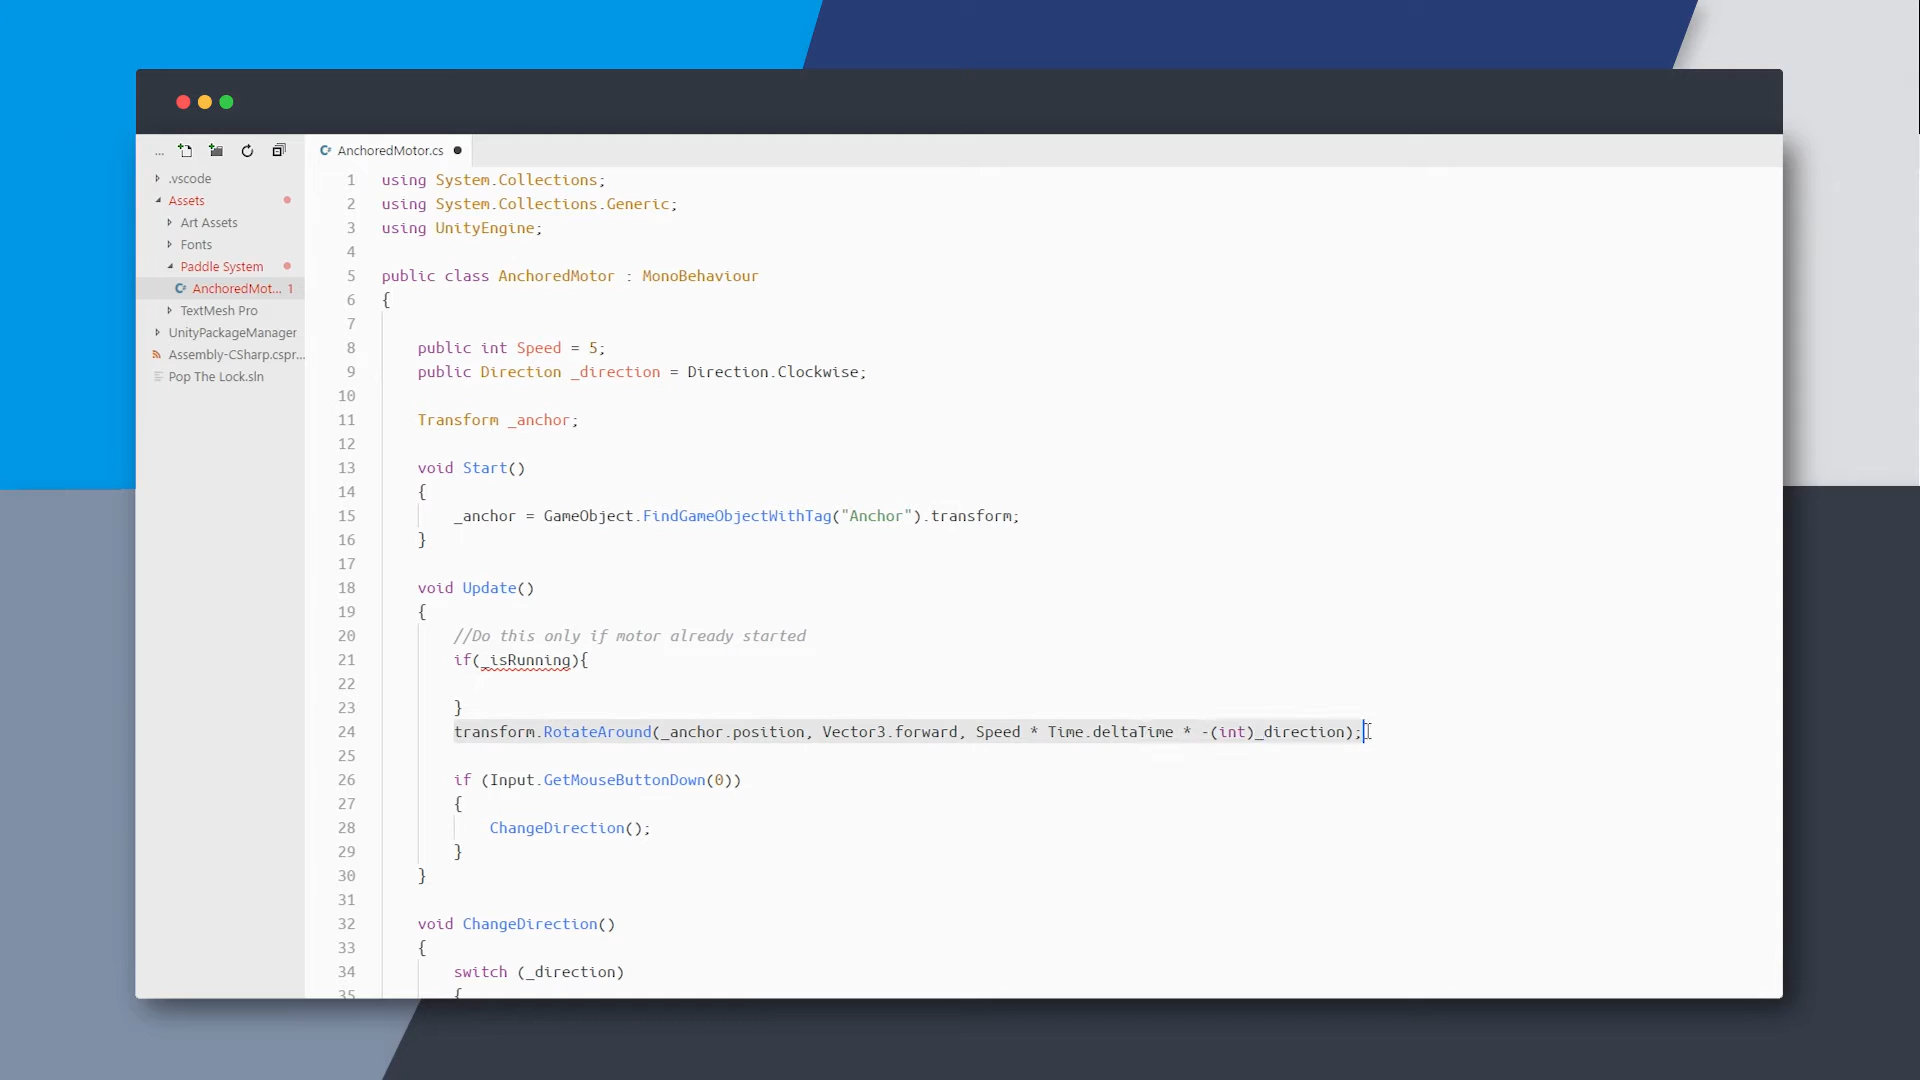 ...
AnchoredMotor.cs
.vscode
Assets
Art Assets
Fonts
Paddle System
AnchoredMot... 1
TextMesh Pro
UnityPackageManager
Assembly-CSharp.cspr...
Pop The Lock.sln
1 using System.Collections;
2 using System.Collections.Generic;
3 using UnityEngine;
4
5 public class AnchoredMotor : MonoBehaviour
6 {
7
8 public int Speed = 5;
9 public Direction _direction = Direction.Clockwise;
10
11 Transform _anchor;
12
13 void Start()
14 {
15 _anchor = GameObject.FindGameObjectWithTag("Anchor").transform;
16 }
17
18 void Update()
19 {
20 //Do this only if motor already started
21 if(_isRunning){
22
23 }
24 transform.RotateAround(_anchor.position, Vector3.forward, Speed * Time.deltaTime * -(int)_direction);
25
26 if (Input.GetMouseButtonDown(0))
27 {
28 ChangeDirection();
29 }
30 }
31
32 void ChangeDirection()
33 {
34 switch (_direction)
35 {